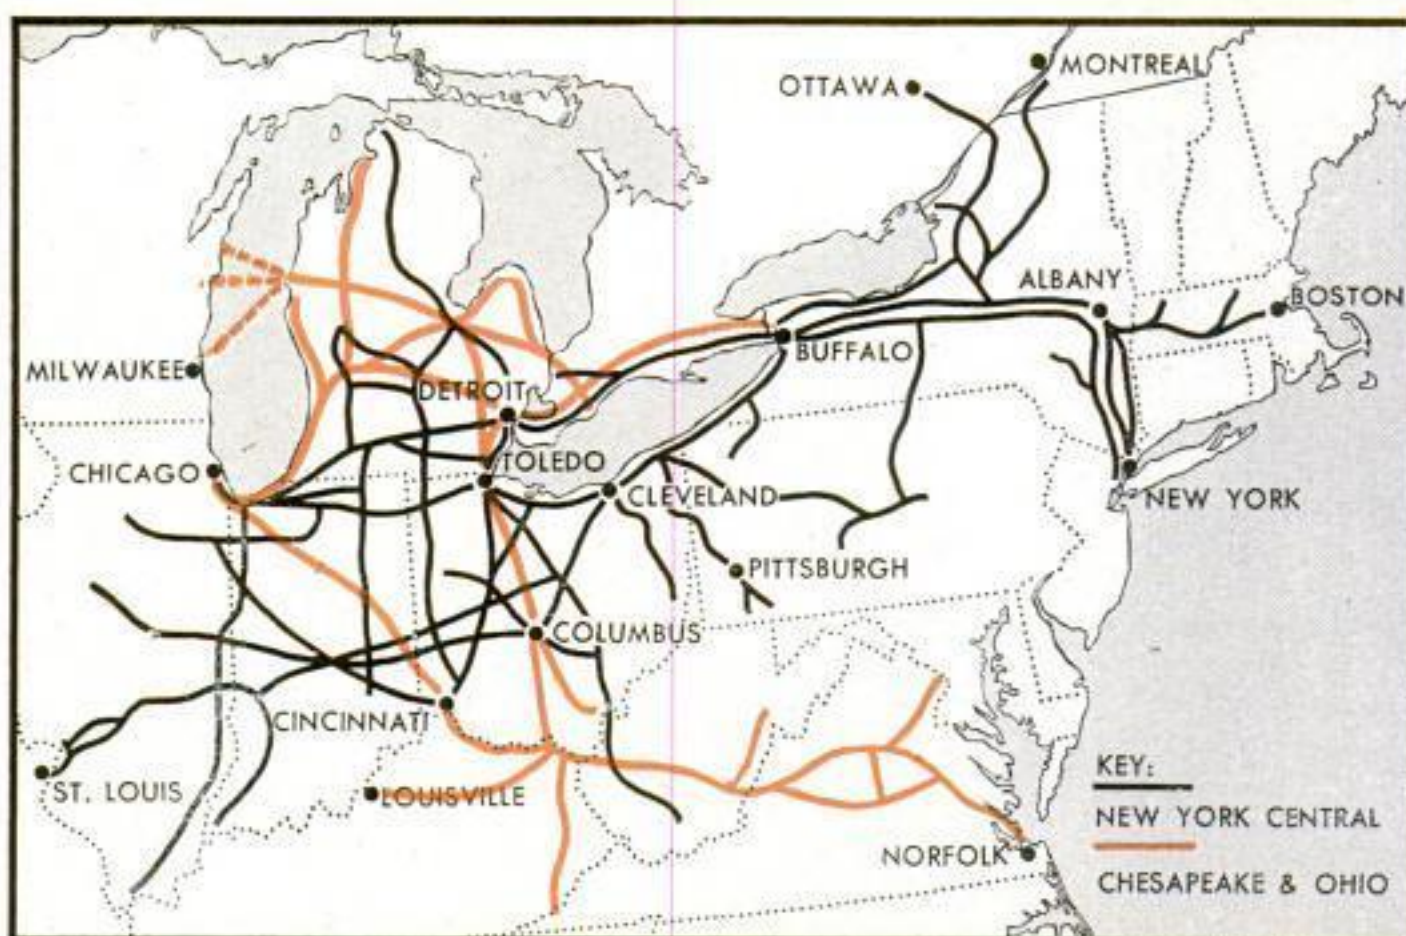 MONTREAL
OTTAWA
ALBANY
BOSTON
BUFFALO
MILWAUKEE
DETROIT
CHICAGO
TOLEDO
CLEVELAND
NEW YORK
PITTSBURGH
COLUMBUS
CINCINNATI
ST. LOUIS
LOUISVILLE
NORFOLK
KEY:
NEW YORK CENTRAL
CHESAPEAKE & OHIO